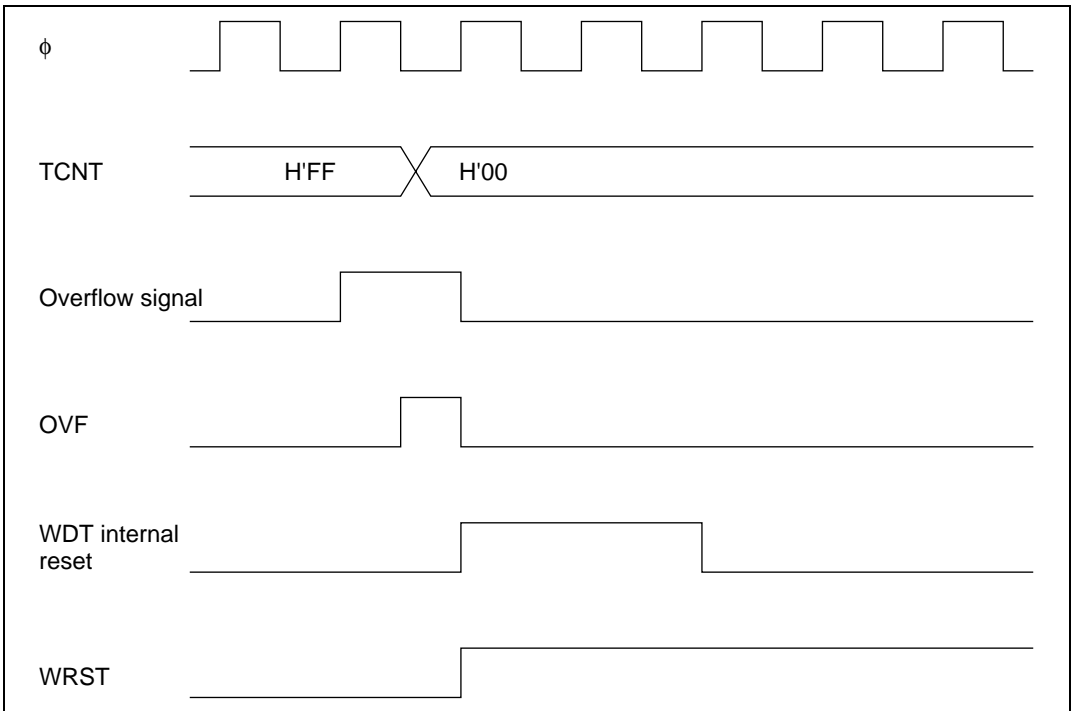 ϕ
TCNT
H'FF
H'00
Overflow signal
OVF
WDT internal
reset
WRST